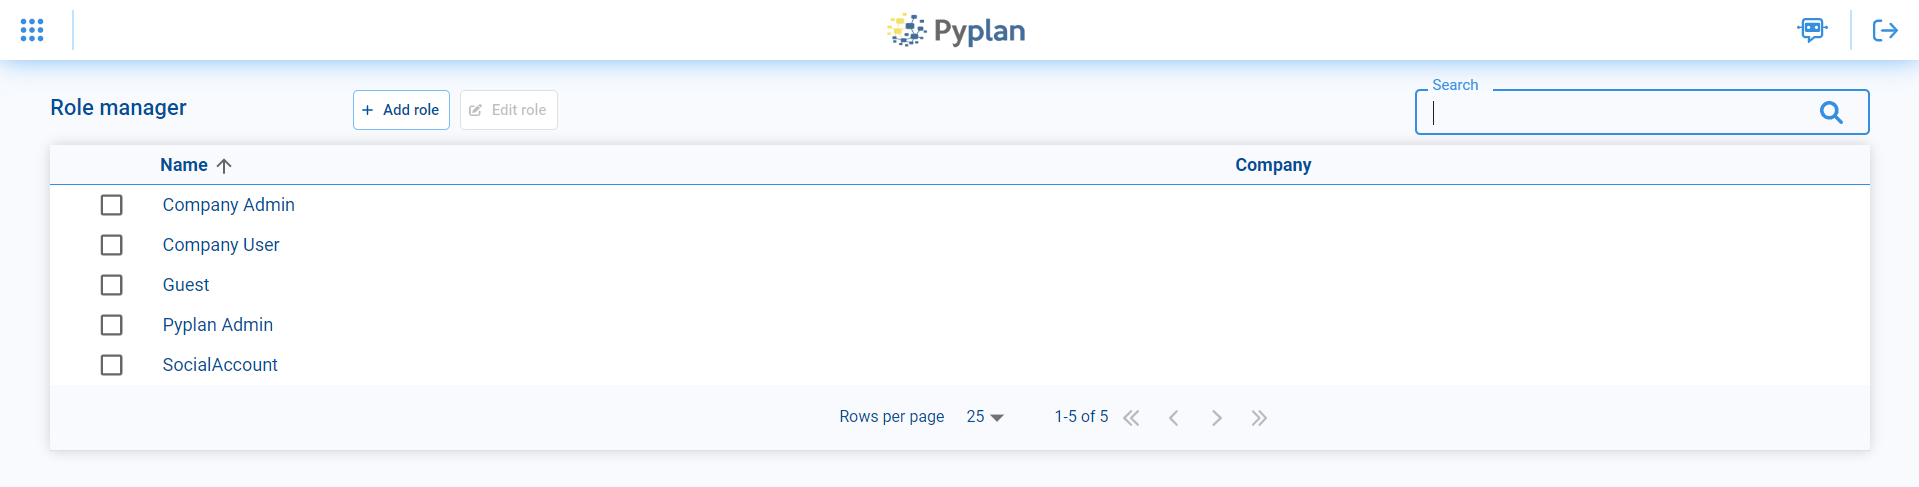 Pyplan
Role manager
Add role
Edit role
Search
Name
Company
Company Admin
Company User
Guest
Pyplan Admin
SocialAccount
Rows per page 25 1-5 of 5